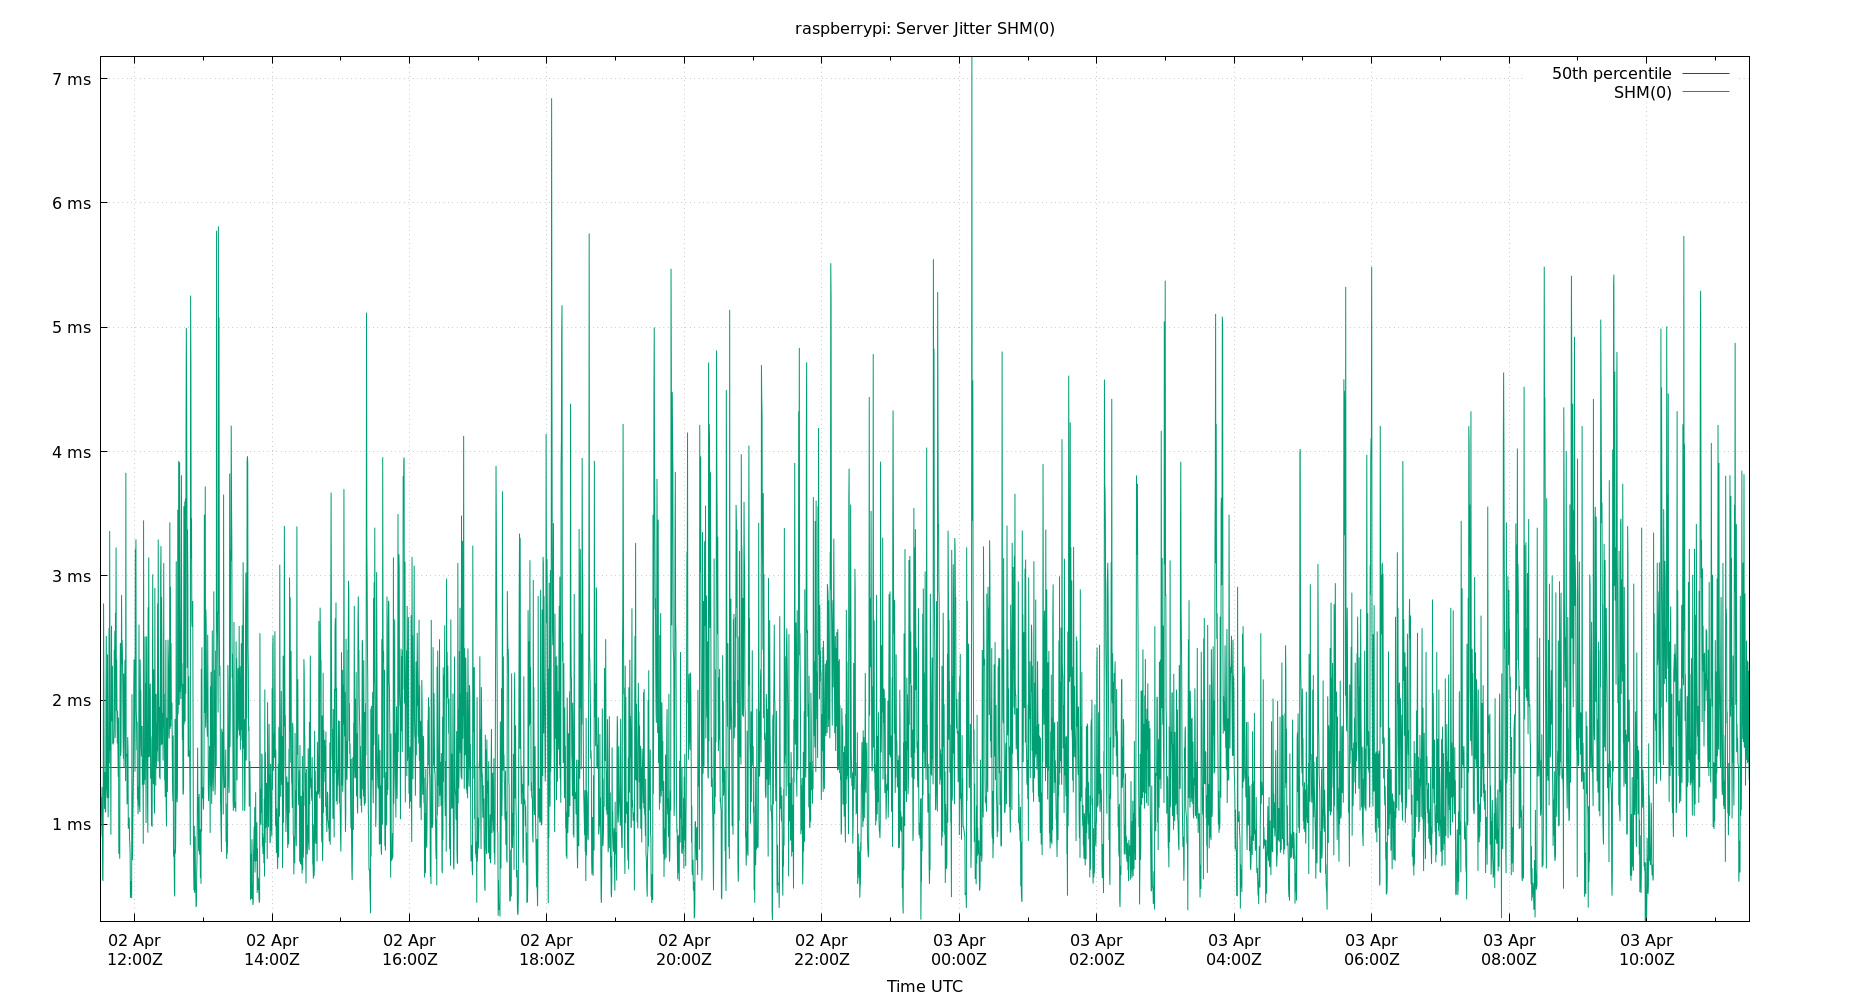 raspberrypi: Server Jitter SHM(0)
50th percentile
SHM(0)
7 ms
6 ms
5 ms
4 ms
3 ms
2 ms
1 ms
02 Apr 02 Apr 02 Apr 02 Apr 02 Apr 02 Apr 03 Apr 03 Apr 03 Apr 03 Apr 03 Apr 03 Apr
12:00Z 14:00Z 16:00Z 18:00Z 20:00Z 22:00Z 00:00Z 02:00Z 04:00Z 06:00Z 08:00Z 10:00Z
Time UTC